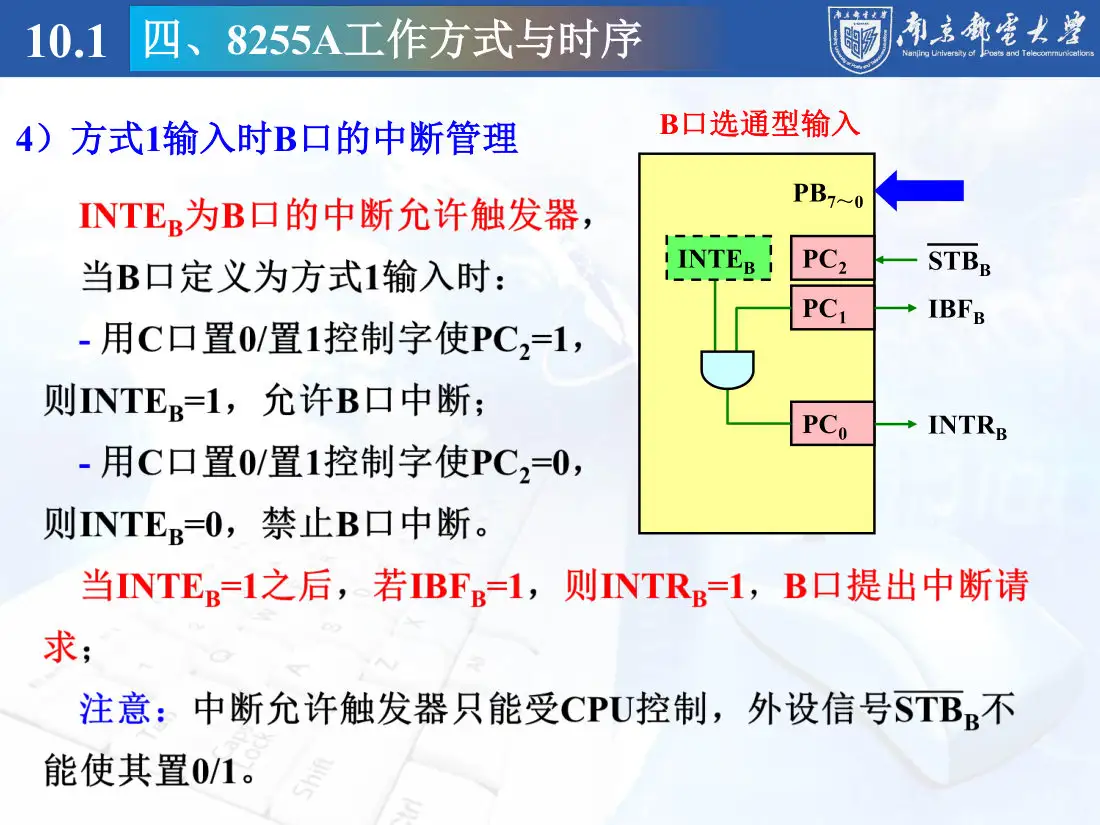 10.1 四、8255A工作方式与时序
南京邮电大学
Nanjing University of Posts and Telecommunications
4）方式1输入时B口的中断管理
INTEB为B口的中断允许触发器，
当B口定义为方式1输入时：
- 用C口置0/置1控制字使PC2=1，
则INTEB=1，允许B口中断；
- 用C口置0/置1控制字使PC2=0，
则INTEB=0，禁止B口中断。
当INTEB=1之后，若IBFB=1，则INTRB=1，B口提出中断请
求；
注意：中断允许触发器只能受CPU控制，外设信号S̅T̅B̅B不
能使其置0/1。
B口选通型输入
PB7～0
INTEB
PC2
S̅T̅B̅B
PC1
IBFB
PC0
INTRB